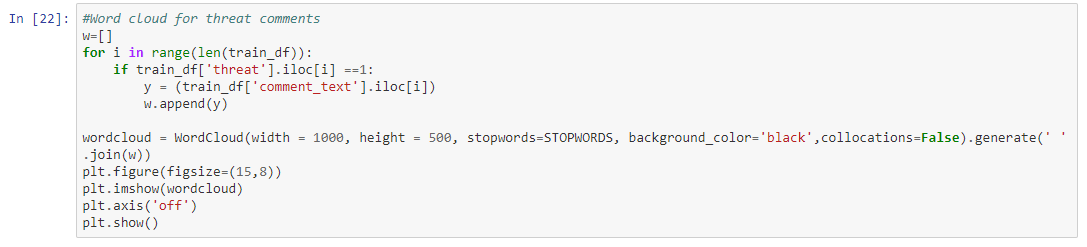 In [22]: #Word cloud for threat comments
w=[]
for i in range(len(train_df)):
    if train_df['threat'].iloc[i] ==1:
        y = (train_df['comment_text'].iloc[i])
        w.append(y)

wordcloud = WordCloud(width = 1000, height = 500, stopwords=STOPWORDS, background_color='black',collocations=False).generate(' '
.join(w))
plt.figure(figsize=(15,8))
plt.imshow(wordcloud)
plt.axis('off')
plt.show()